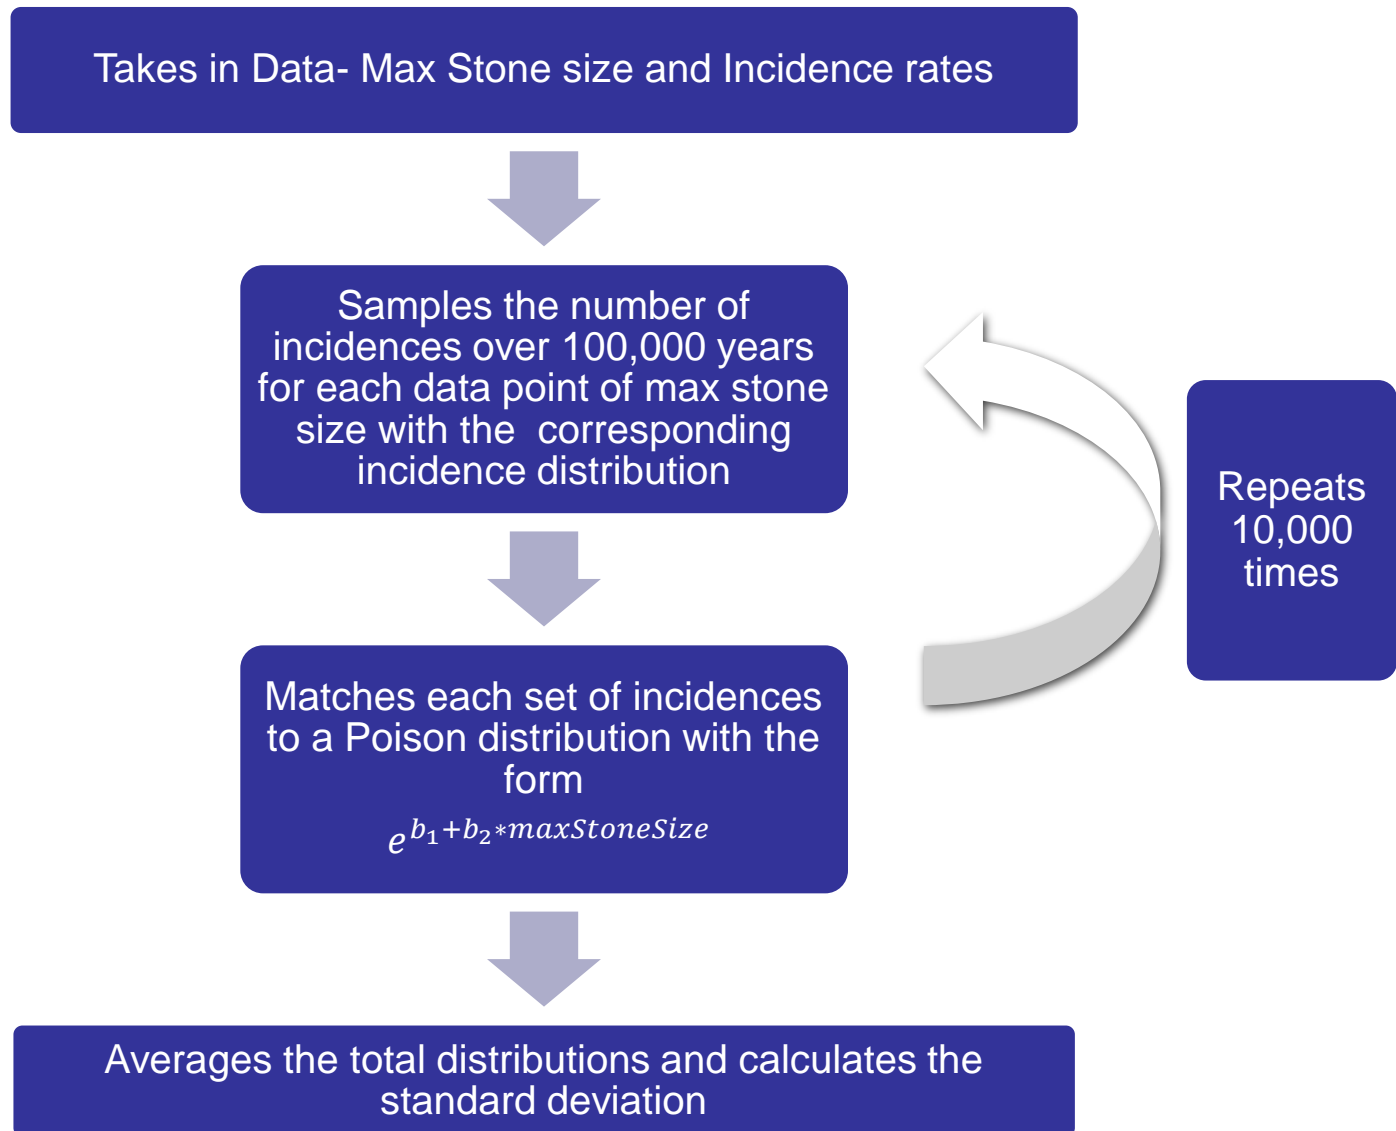 Takes in Data- Max Stone size and Incidence rates
Samples the number of
incidences over 100,000 years
for each data point of max stone
size with the  corresponding
incidence distribution
Repeats
10,000
times
Matches each set of incidences
to a Poison distribution with the
form
e^{b_1+b_2*maxStoneSize}
Averages the total distributions and calculates the
standard deviation